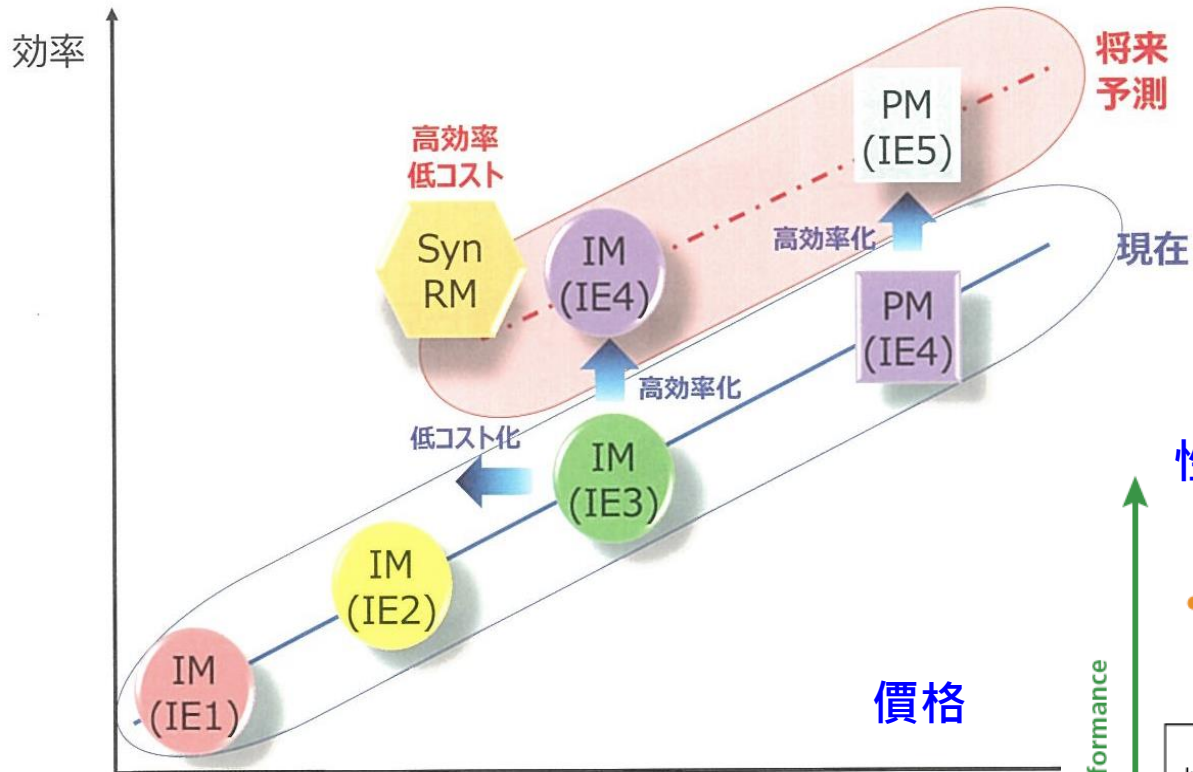 効率
将来
予測
高効率
低コスト
PM
(IE5)
Syn
RM
IM
(IE4)
高効率化
現在
PM
(IE4)
高効率化
低コスト化
IM
(IE3)
IM
(IE2)
IM
(IE1)
價格